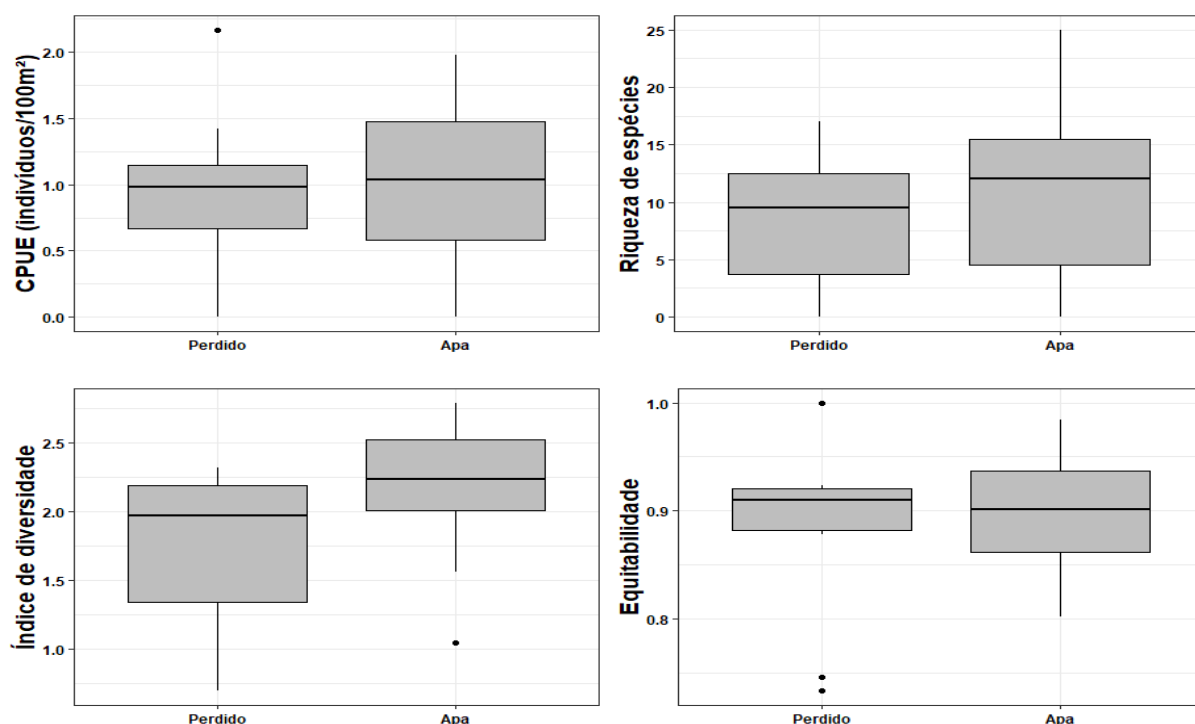 CPUE (indivíduos/100m²)
2.0
1.5
1.0
0.5
0.0
Perdido Apa
Riqueza de espécies
25
20
15
10
5
0
Perdido Apa
Índice de diversidade
2.5
2.0
1.5
1.0
Perdido Apa
Equitabilidade
1.0
0.9
0.8
Perdido Apa